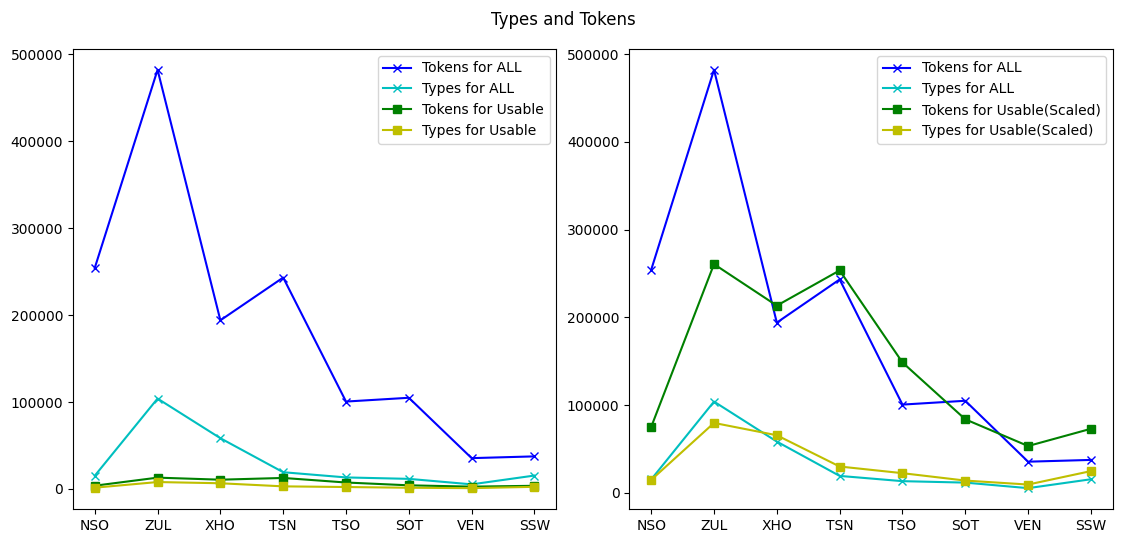 Types and Tokens
500000
400000
300000
200000
100000
0
NSO ZUL XHO TSN TSO SOT VEN SSW
Tokens for ALL
Types for ALL
Tokens for Usable
Types for Usable
500000
400000
300000
200000
100000
0
NSO ZUL XHO TSN TSO SOT VEN SSW
Tokens for ALL
Types for ALL
Tokens for Usable(Scaled)
Types for Usable(Scaled)